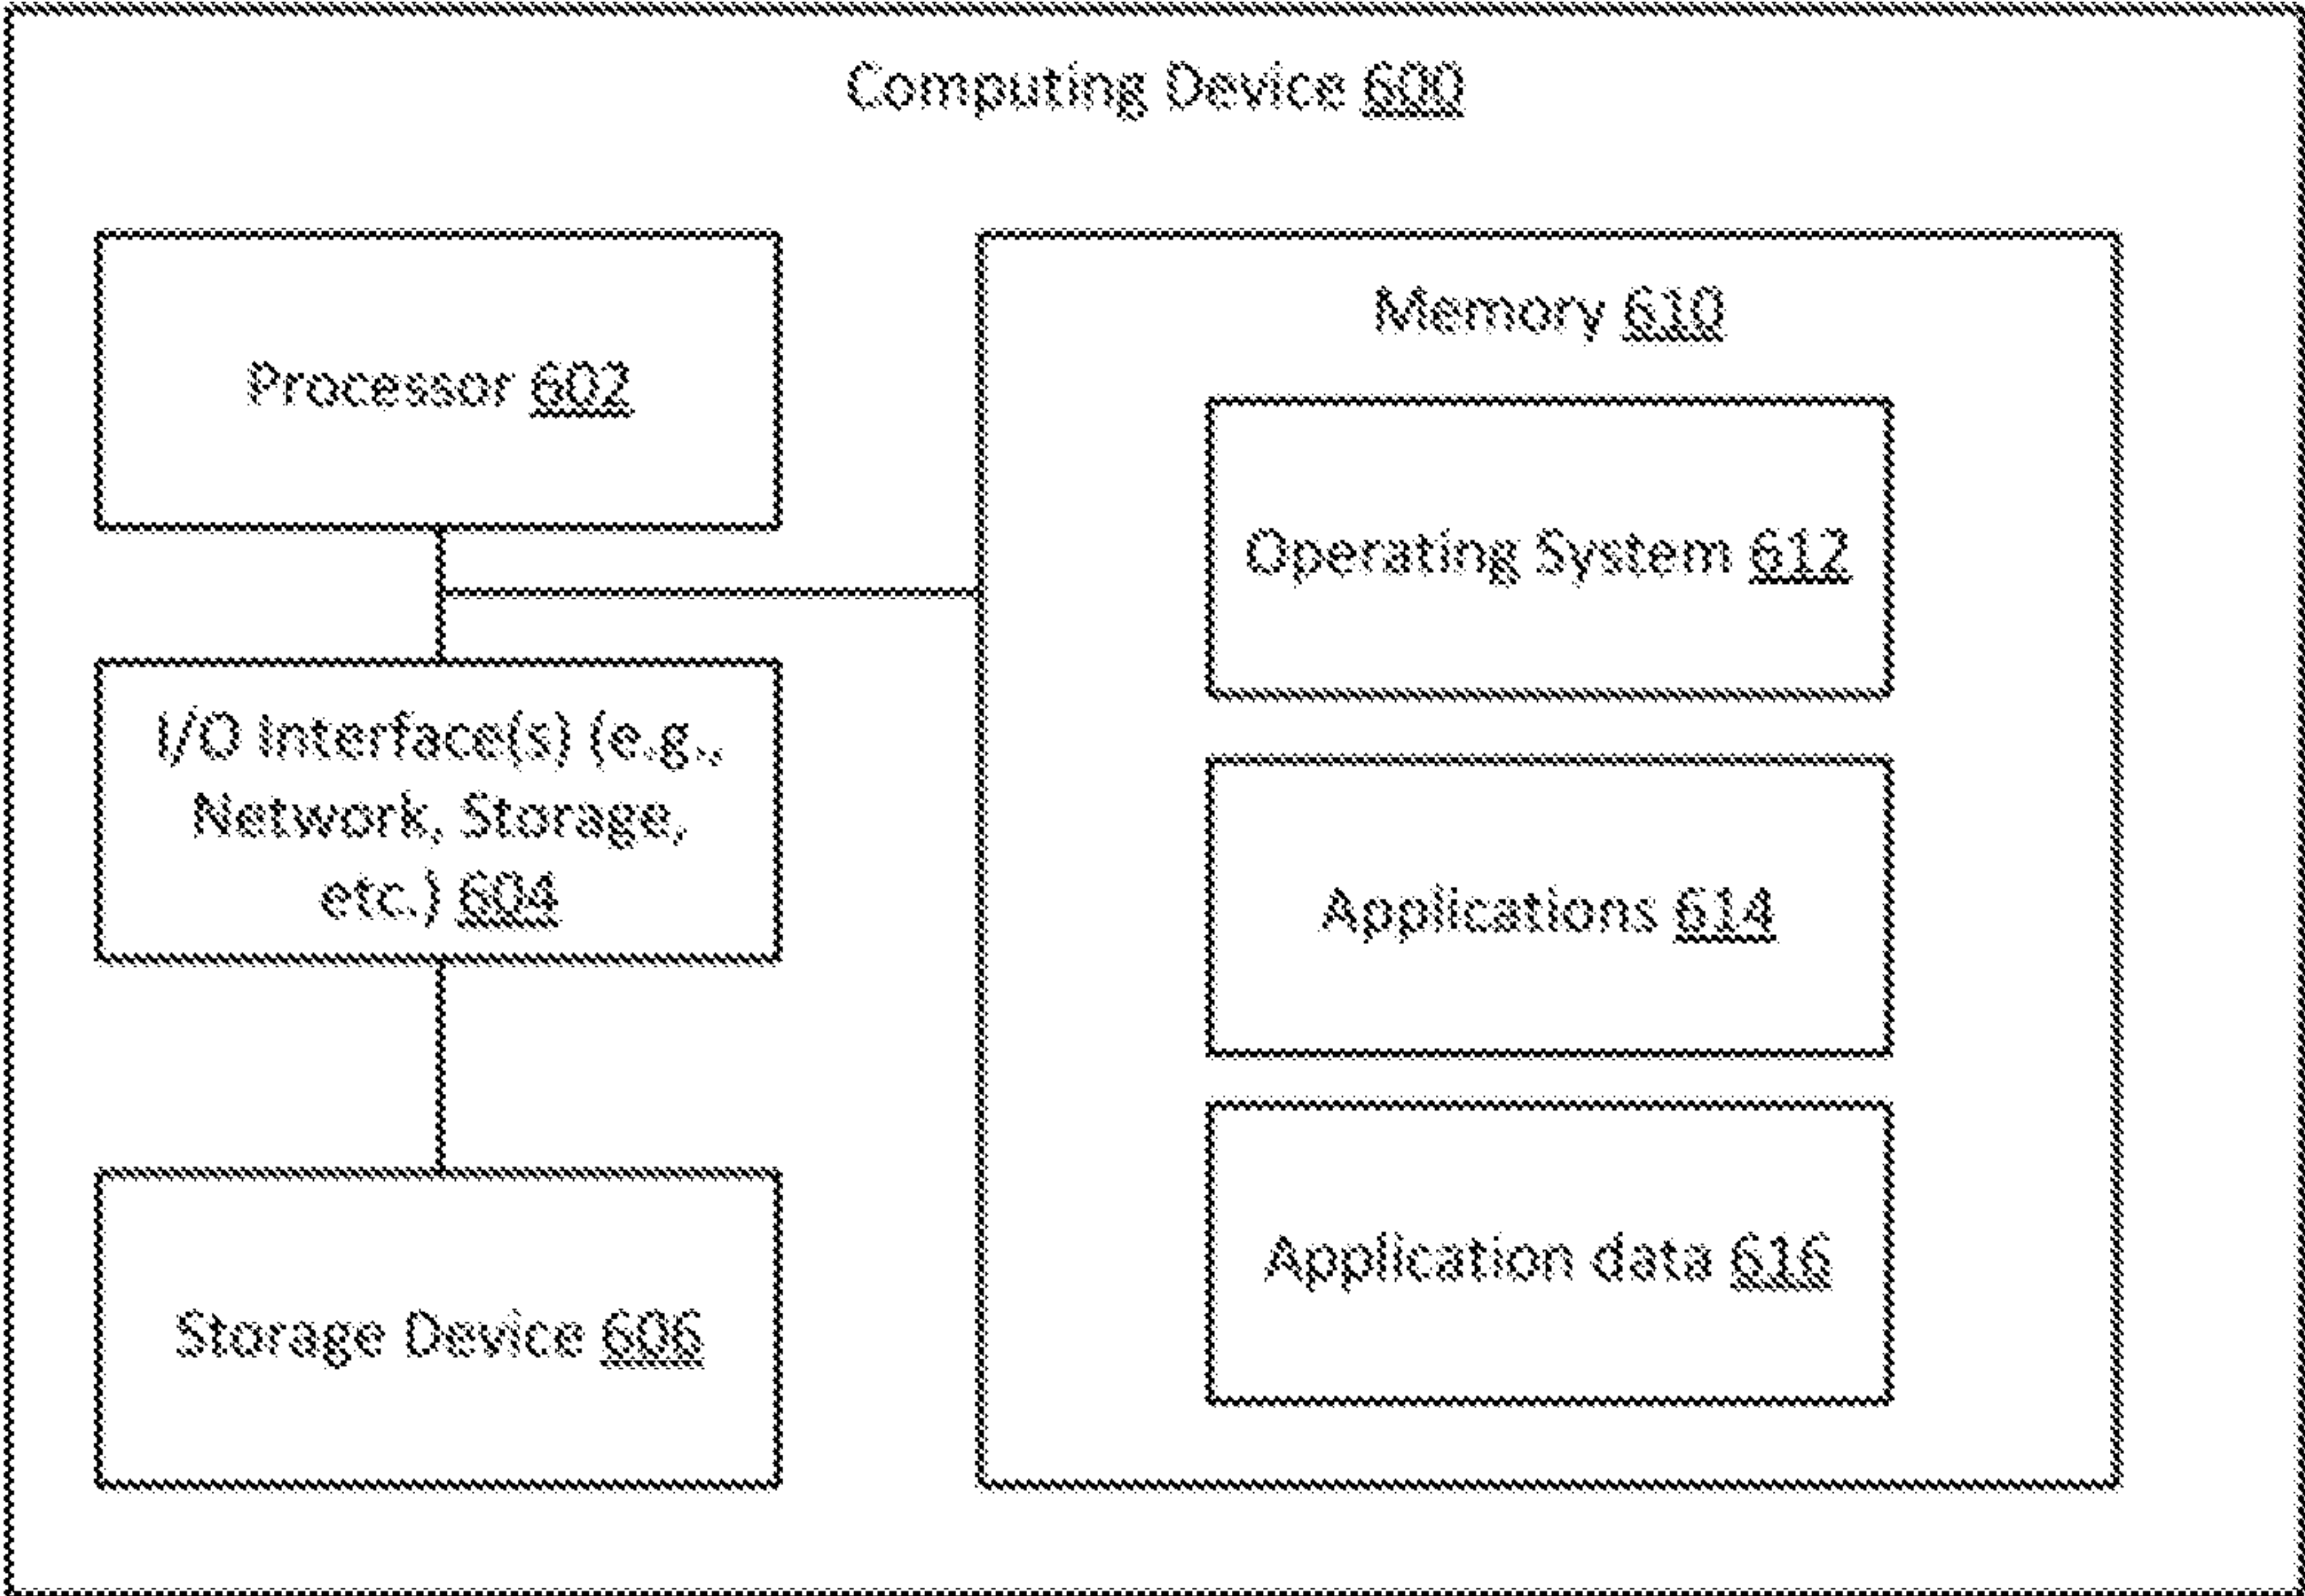 Computing Device 600
Processor 602
I/O Interface(s) (e.g.,
Network, Storage,
etc.) 604
Storage Device 606
Memory 610
Operating System 612
Applications 614
Application data 616